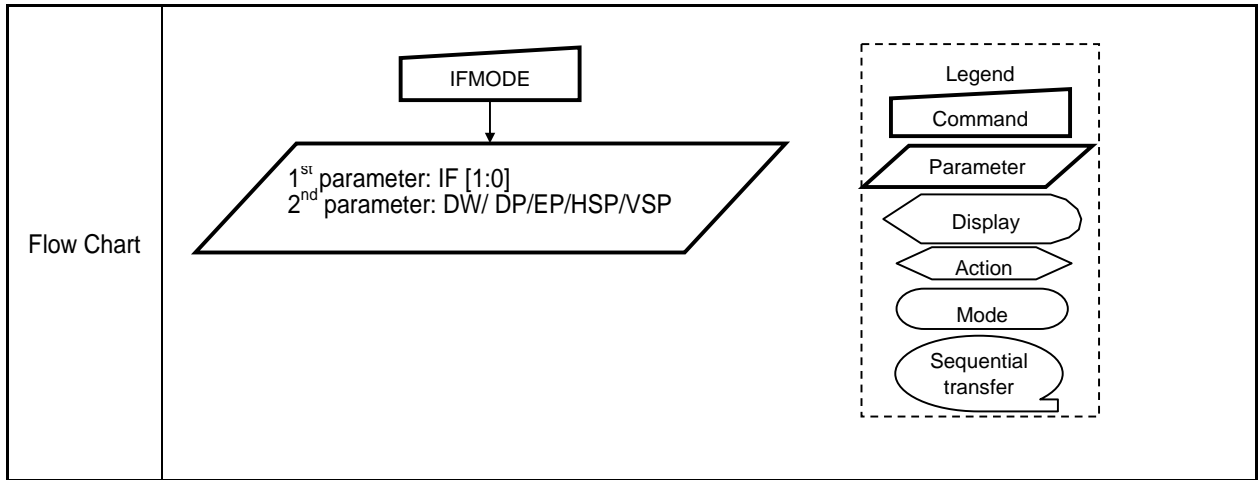 Flow Chart
IFMODE
1st parameter: IF [1:0]
2nd parameter: DW/ DP/EP/HSP/VSP
Legend
Command
Parameter
Display
Action
Mode
Sequential
transfer